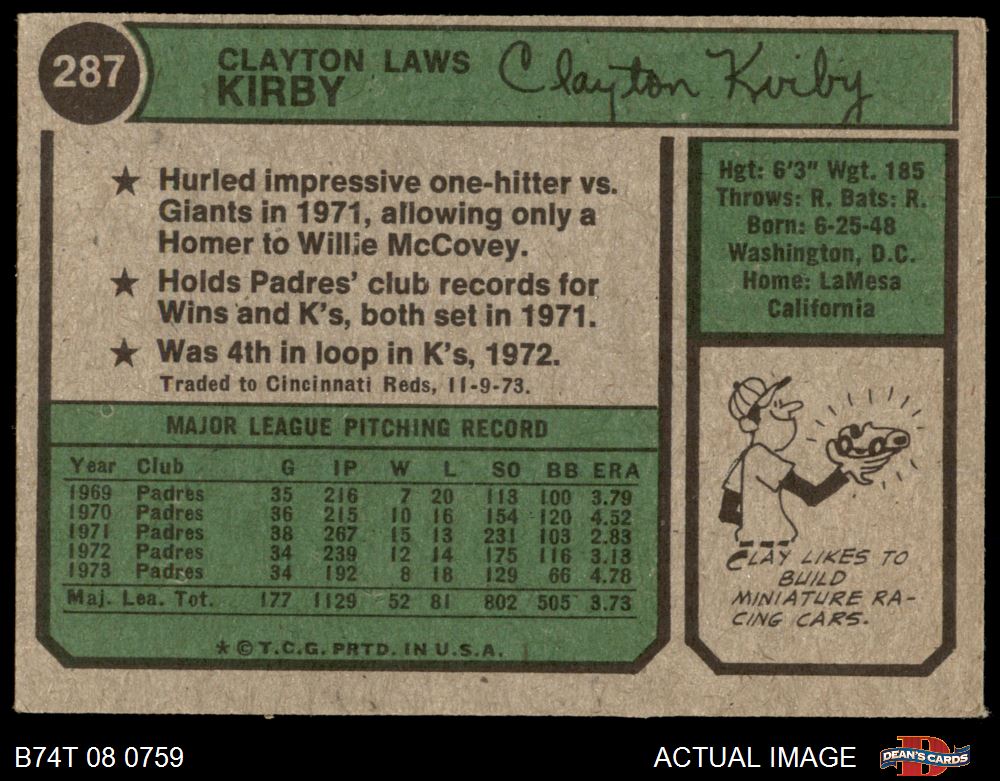 287
CLAYTON LAWS
KIRBY
Clayton Kirby
★ Hurled impressive one-hitter vs.
Giants in 1971, allowing only a
Homer to Willie McCovey.
★ Holds Padres' club records for
Wins and K's, both set in 1971.
★ Was 4th in loop in K's, 1972.
Traded to Cincinnati Reds, 11-9-73.
MAJOR LEAGUE PITCHING RECORD
Year Club G IP W L SO BB ERA
1969 Padres 35 216 7 20 113 100 3.79
1970 Padres 36 215 10 16 154 120 4.52
1971 Padres 38 267 15 13 231 103 2.83
1972 Padres 34 239 12 14 175 116 3.13
1973 Padres 34 192 8 18 129 66 4.78
Maj. Lea. Tot. 177 1129 52 81 802 505 3.73
★ © T.C.G. PRTD. IN U.S.A.
Hgt: 6'3" Wgt. 185
Throws: R. Bats: R.
Born: 6-25-48
Washington, D.C.
Home: LaMesa
California
CLAY LIKES TO
BUILD
MINIATURE RA-
CING CARS.
B74T 08 0759
ACTUAL IMAGE
DEAN'S CARDS